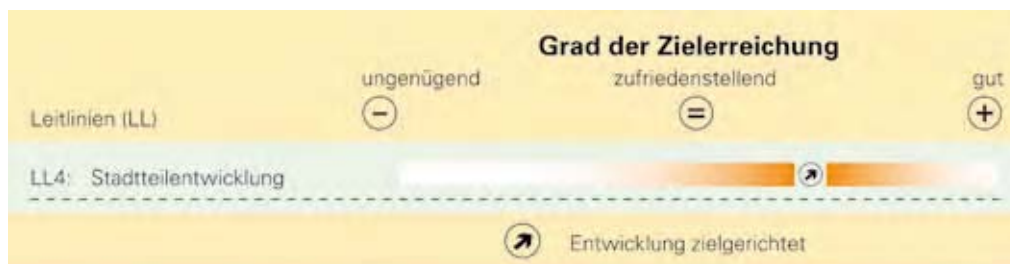 Grad der Zielerreichung
ungenügend zufriedenstellend gut
Leitlinien (LL) − = +
LL4: Stadtteilentwicklung
Entwicklung zielgerichtet